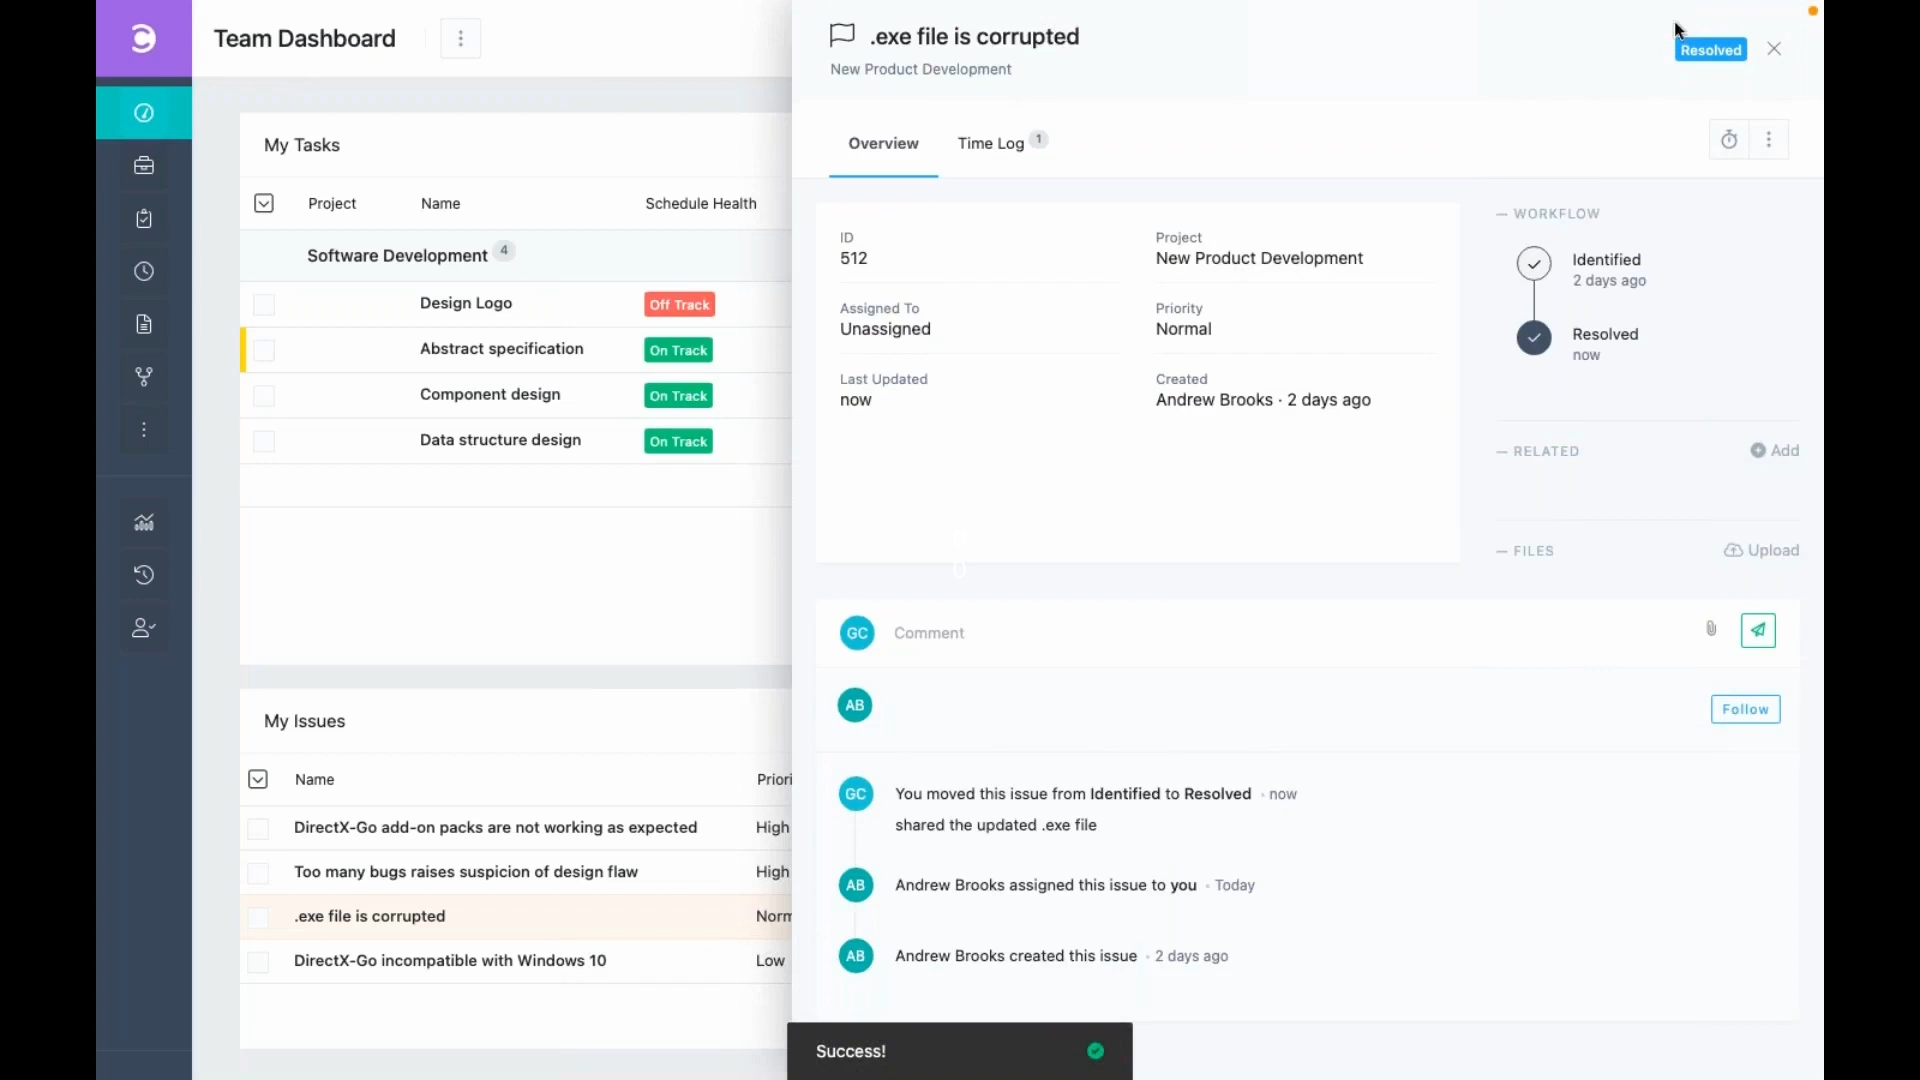 Team Dashboard
My Tasks
Project Name Schedule Health
Software Development 4
Design Logo Off Track
Abstract specification On Track
Component design On Track
Data structure design On Track
My Issues
Name Priori
DirectX-Go add-on packs are not working as expected High
Too many bugs raises suspicion of design flaw High
.exe file is corrupted Norm
DirectX-Go incompatible with Windows 10 Low
.exe file is corrupted
New Product Development
Resolved
Overview Time Log 1
ID
512
Project
New Product Development
Assigned To
Unassigned
Priority
Normal
Last Updated
now
Created
Andrew Brooks · 2 days ago
WORKFLOW
Identified
2 days ago
Resolved
now
RELATED Add
FILES Upload
GC Comment
AB Follow
GC You moved this issue from Identified to Resolved · now
shared the updated .exe file
AB Andrew Brooks assigned this issue to you · Today
AB Andrew Brooks created this issue · 2 days ago
Success!